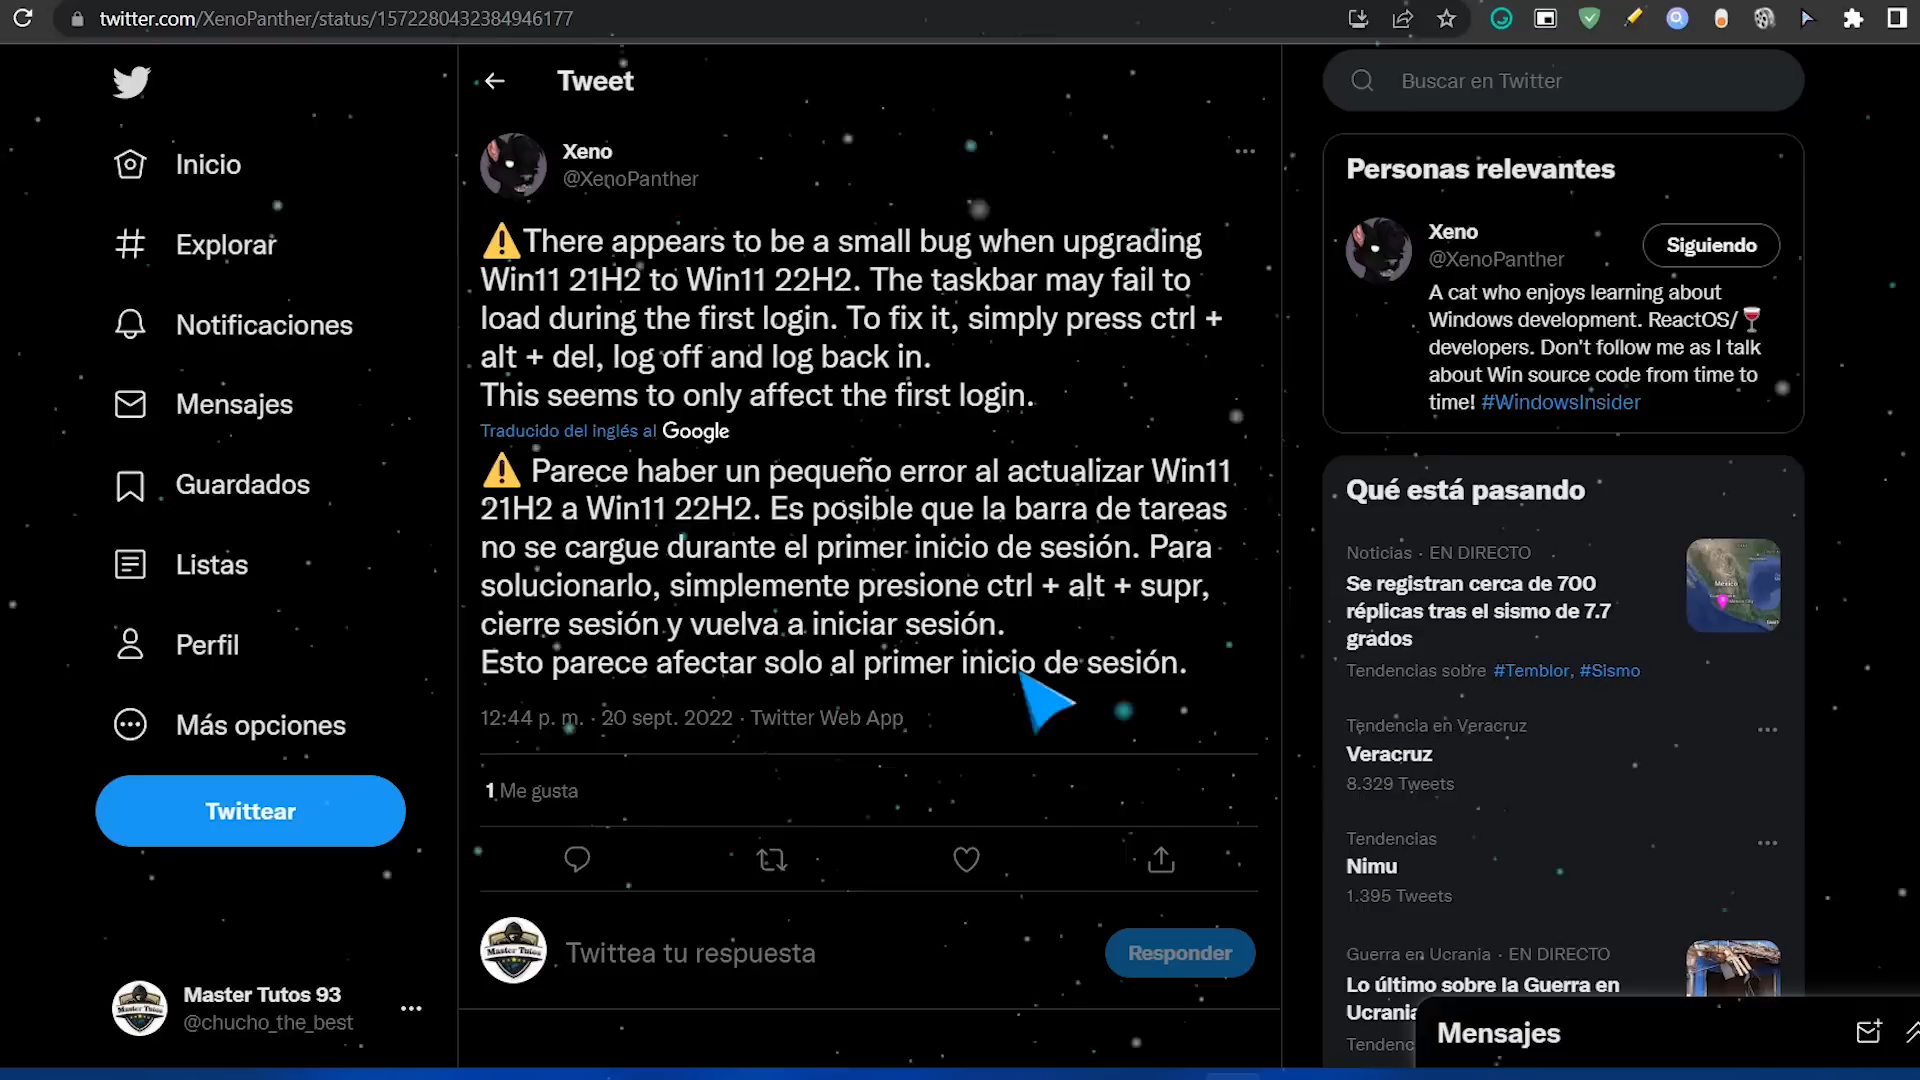 twitter.com/XenoPanther/status/1572280432384946177
Inicio
Explorar
Notificaciones
Mensajes
Guardados
Listas
Perfil
Más opciones
Twittear
Master Tutos 93
@chucho_the_best
Tweet
Xeno
@XenoPanther
⚠️There appears to be a small bug when upgrading
Win11 21H2 to Win11 22H2. The taskbar may fail to
load during the first login. To fix it, simply press ctrl +
alt + del, log off and log back in.
This seems to only affect the first login.
Traducido del inglés al Google
⚠️ Parece haber un pequeño error al actualizar Win11
21H2 a Win11 22H2. Es posible que la barra de tareas
no se cargue durante el primer inicio de sesión. Para
solucionarlo, simplemente presione ctrl + alt + supr,
cierre sesión y vuelva a iniciar sesión.
Esto parece afectar solo al primer inicio de sesión.
12:44 p. m. · 20 sept. 2022 · Twitter Web App
1 Me gusta
Master Tutos
Twittea tu respuesta
Responder
Buscar en Twitter
Personas relevantes
Xeno
@XenoPanther
Siguiendo
A cat who enjoys learning about
Windows development. ReactOS/🍷
developers. Don't follow me as I talk
about Win source code from time to
time! #WindowsInsider
Qué está pasando
Noticias · EN DIRECTO
Se registran cerca de 700
réplicas tras el sismo de 7.7
grados
Tendencias sobre #Temblor, #Sismo
Tendencia en Veracruz
Veracruz
8.329 Tweets
Tendencias
Nimu
1.395 Tweets
Guerra en Ucrania · EN DIRECTO
Lo último sobre la Guerra en
Ucrania
Tendenc
Mensajes